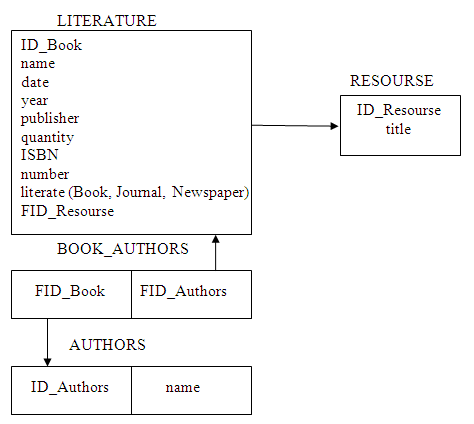 LITERATURE
ID_Book
name
date
year
publisher
quantity
ISBN
number
literate (Book, Journal, Newspaper)
FID_Resourse
RESOURSE
ID_Resourse
title
BOOK_AUTHORS
FID_Book FID_Authors
AUTHORS
ID_Authors name